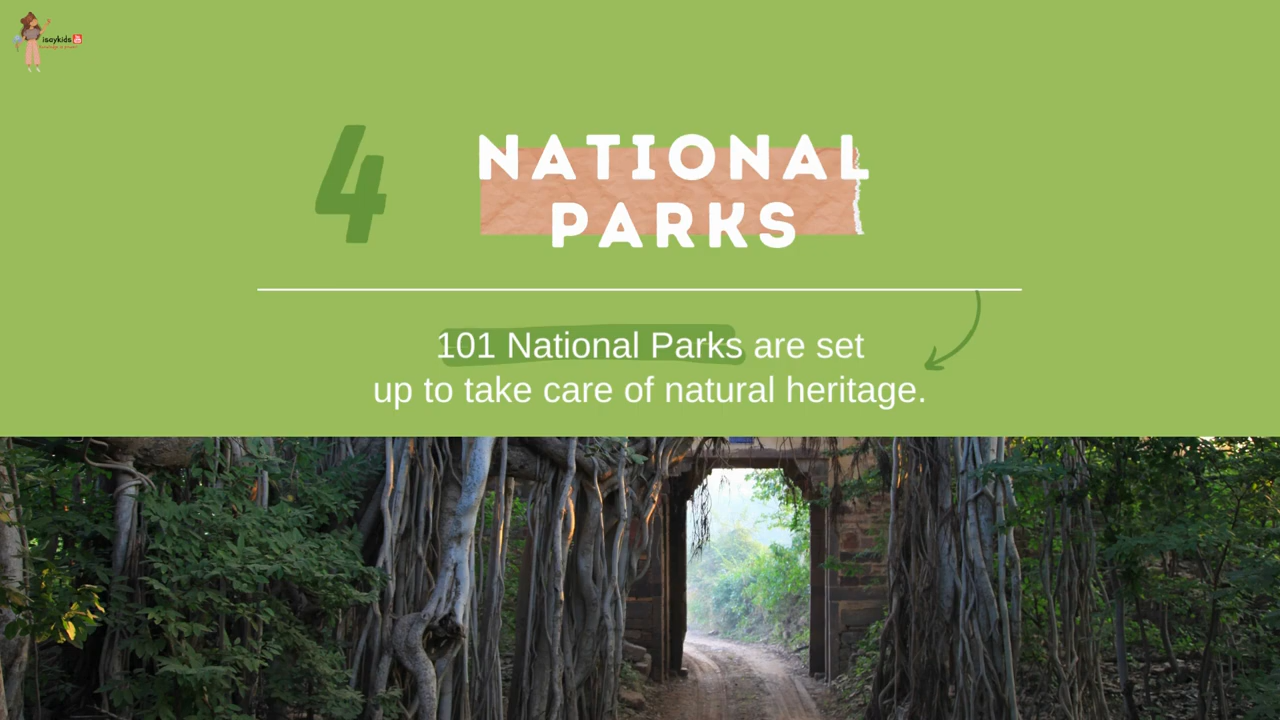 isaykids
4
NATIONAL
PARKS
101 National Parks are set
up to take care of natural heritage.